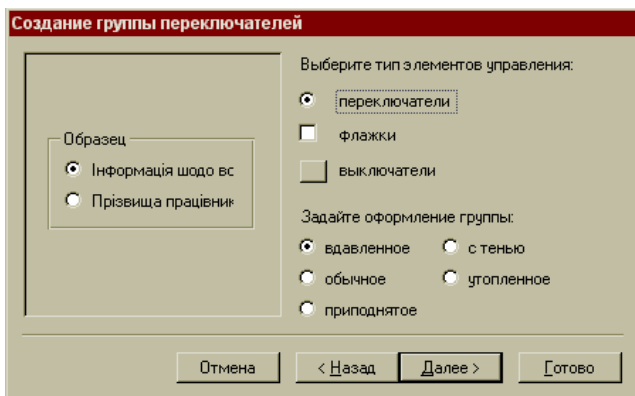 Создание группы переключателей
Выберите тип элементов управления:
переключатели
флажки
выключатели
Образец
Інформація щодо вс
Прізвища працівник
Задайте оформление группы:
вдавленное
с тенью
обычное
утопленное
приподнятое
Отмена
< Назад
Далее >
Готово